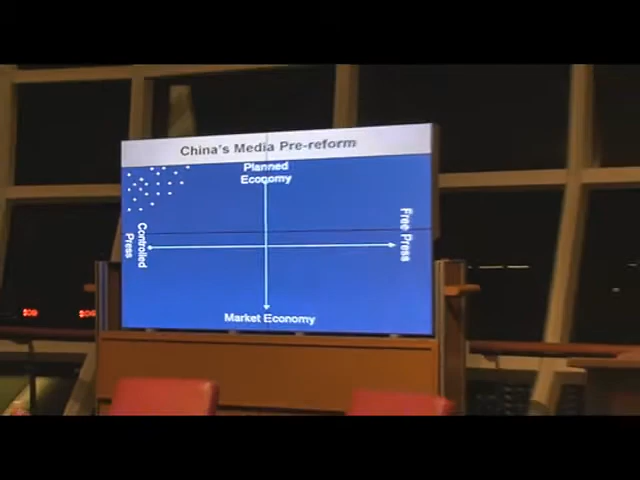 China's Media Pre-reform
Planned
Economy
Controlled
Press
Free Press
Market Economy